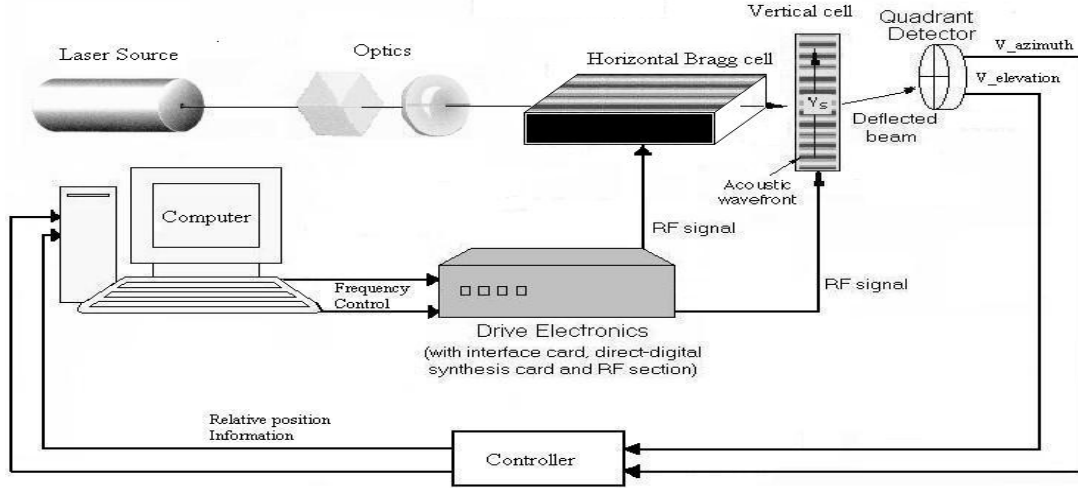 Vertical cell
Quadrant
Detector
V_azimuth
Laser Source
Optics
Horizontal Bragg cell
V_elevation
Vs
Deflected
beam
Acoustic
wavefront
Computer
RF signal
RF signal
Frequency
Control
Drive Electronics
(with interface card, direct-digital
synthesis card and RF section)
Relative position
Information
Controller